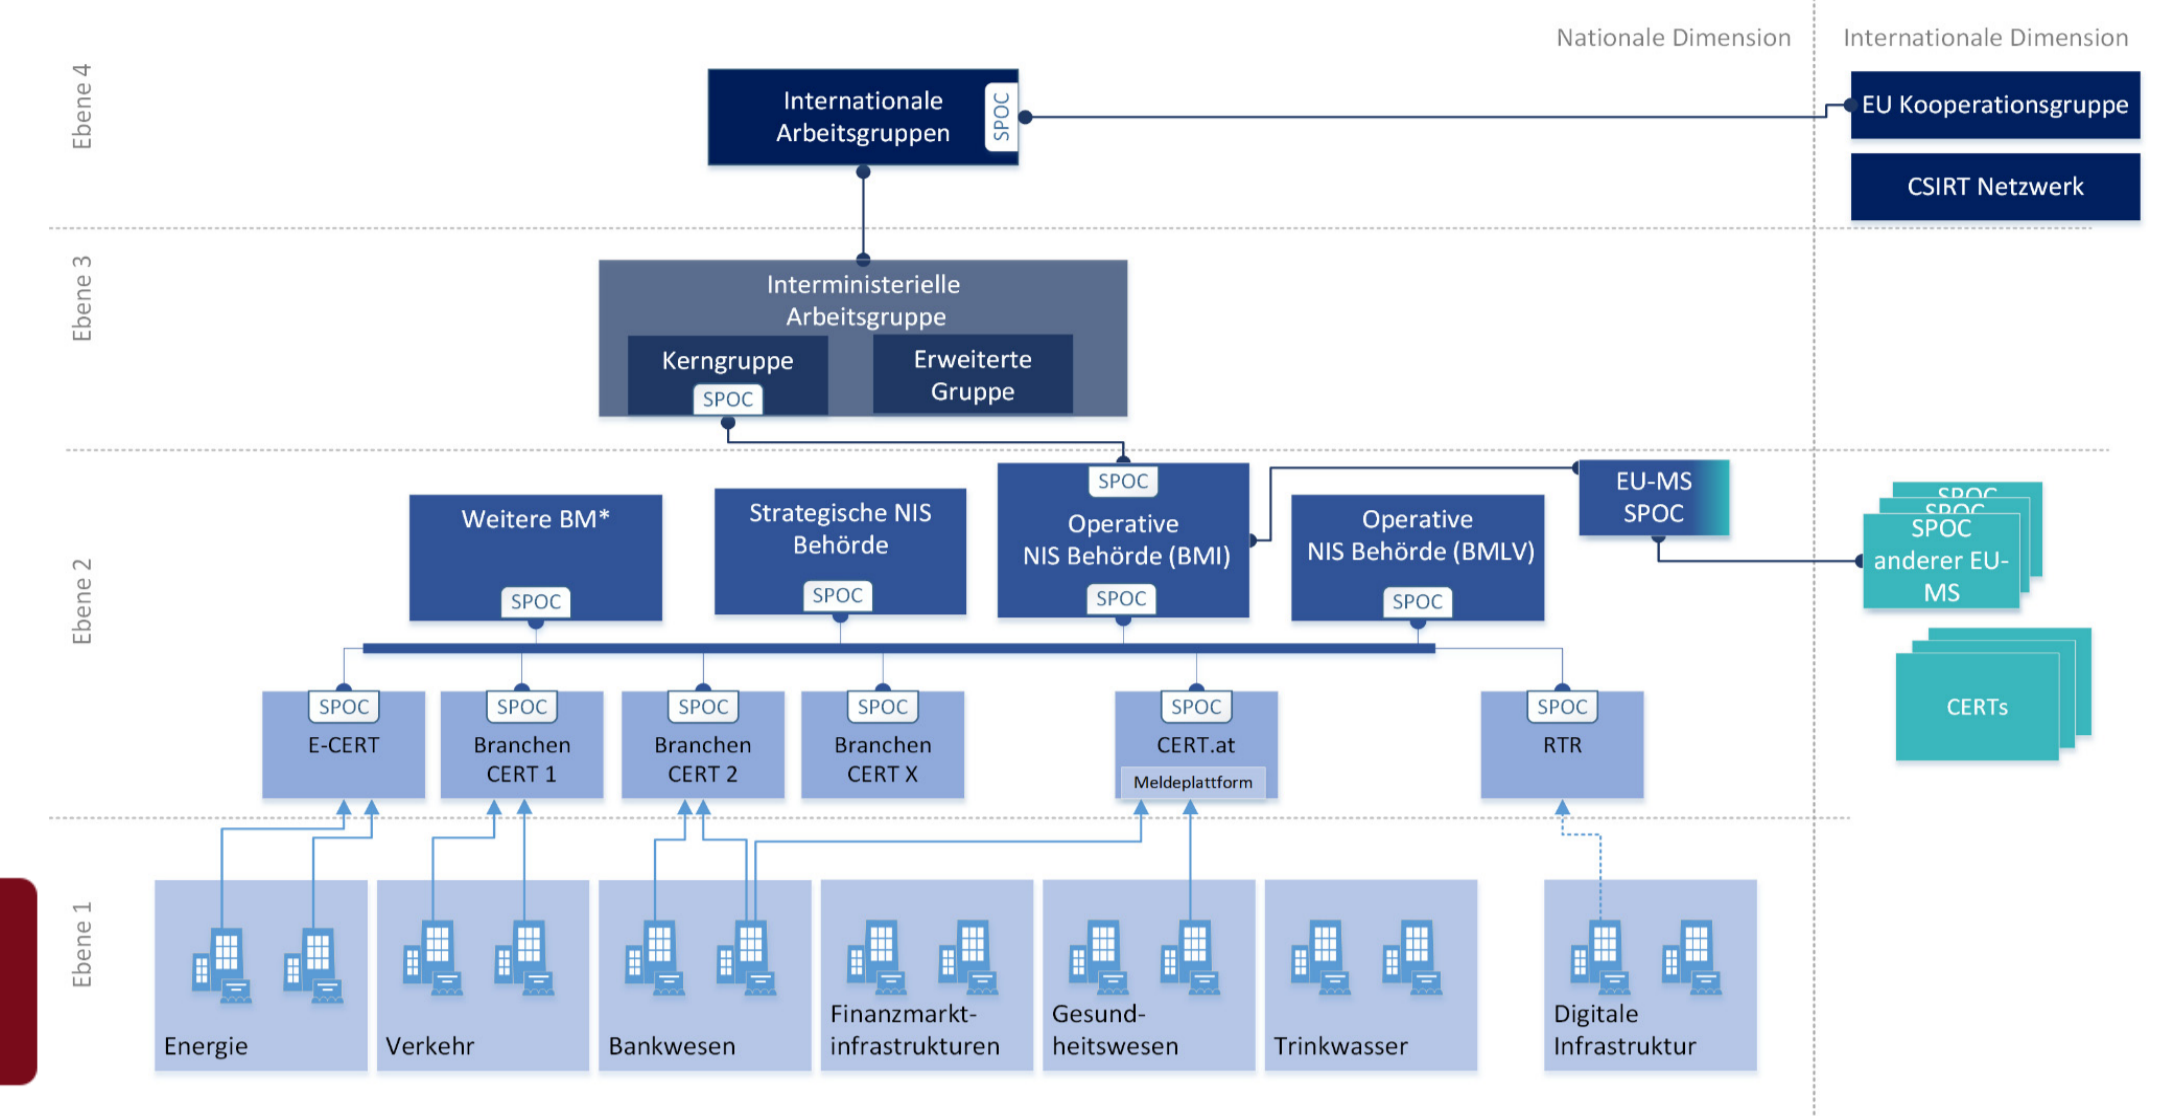 Nationale Dimension
Internationale Dimension
Ebene 4
Internationale
Arbeitsgruppen
SPOC
EU Kooperationsgruppe
CSIRT Netzwerk
Ebene 3
Interministerielle
Arbeitsgruppe
Kerngruppe
SPOC
Erweiterte
Gruppe
Ebene 2
Weitere BM*
SPOC
Strategische NIS
Behörde
SPOC
SPOC
Operative
NIS Behörde (BMI)
SPOC
Operative
NIS Behörde (BMLV)
SPOC
EU-MS
SPOC
SPOC
SPOC
SPOC
anderer EU-
MS
SPOC
E-CERT
SPOC
Branchen
CERT 1
SPOC
Branchen
CERT 2
SPOC
Branchen
CERT X
SPOC
CERT.at
Meldeplattform
SPOC
RTR
CERTs
Ebene 1
Energie
Verkehr
Bankwesen
Finanzmarkt-
infrastrukturen
Gesund-
heitswesen
Trinkwasser
Digitale
Infrastruktur